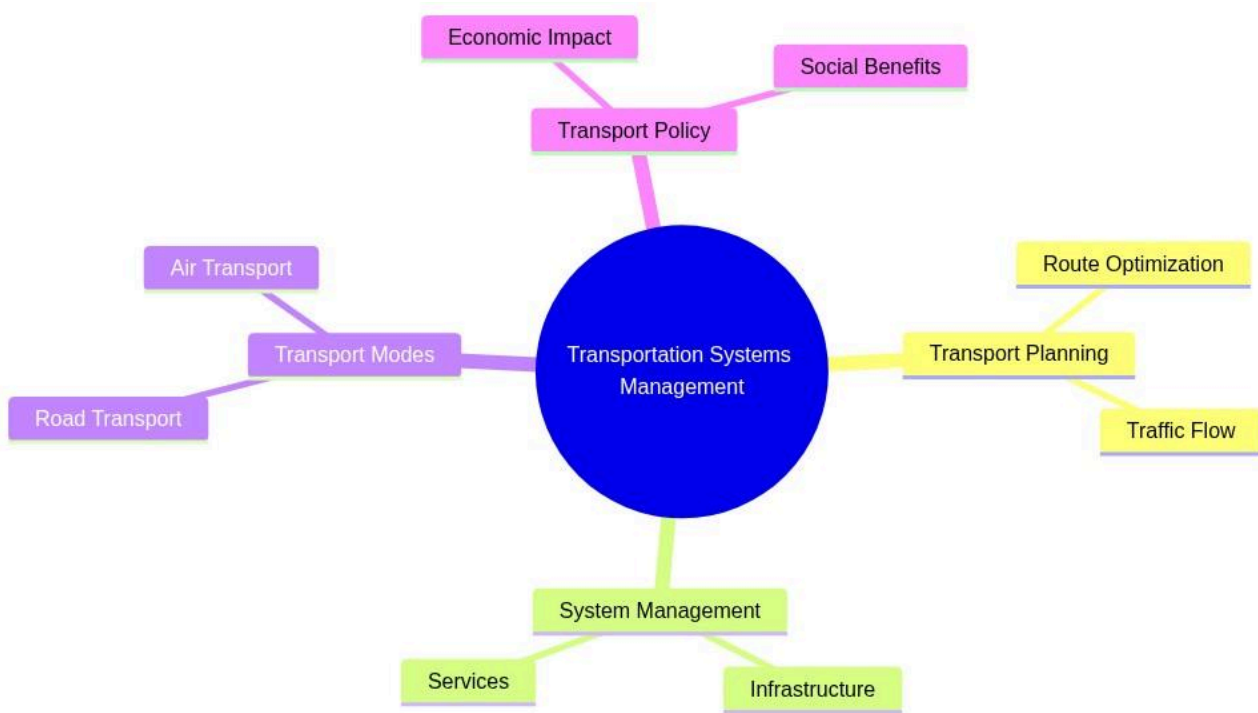 Economic Impact
Social Benefits
Transport Policy
Air Transport
Route Optimization
Transport Modes
Transportation Systems
Management
Transport Planning
Road Transport
Traffic Flow
System Management
Services
Infrastructure